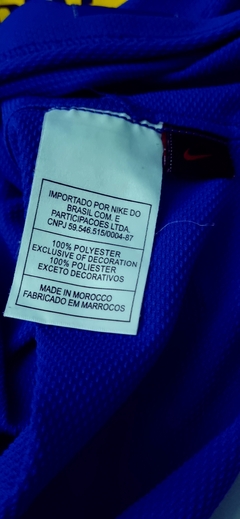 IMPORTADO POR NIKE DO
BRASIL COM. E
PARTICIPACOES LTDA.
CNPJ 59.546.515/0004-87
100% POLYESTER
EXCLUSIVE OF DECORATION
100% POLIESTER
EXCETO DECORATIVOS
MADE IN MOROCCO
FABRICADO EM MARROCOS